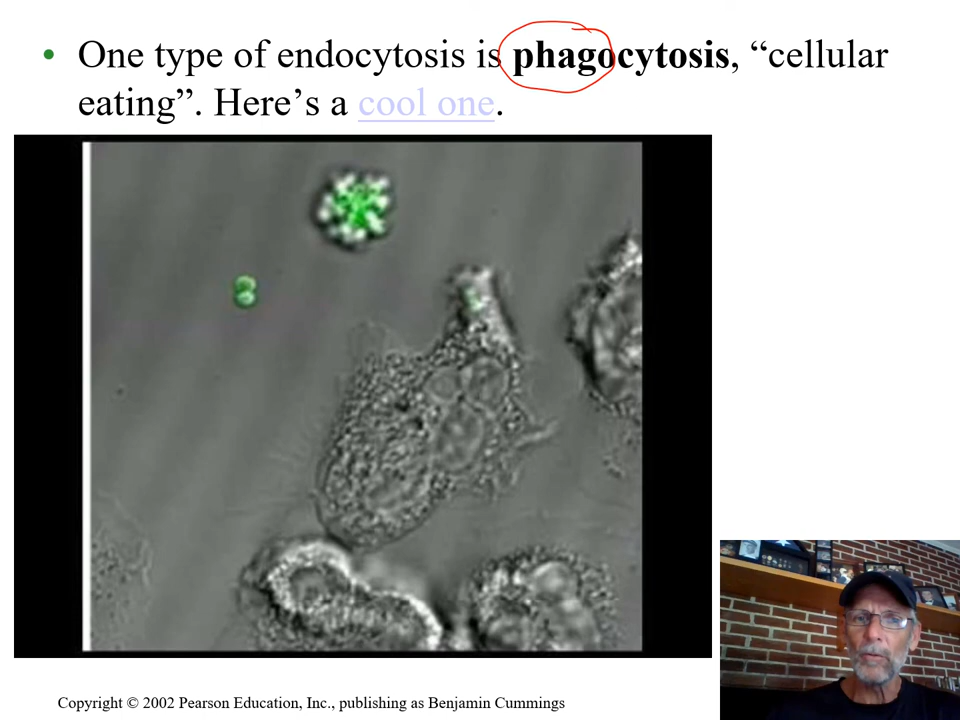 • One type of endocytosis is phagocytosis, “cellular
eating”. Here’s a cool one.
Copyright © 2002 Pearson Education, Inc., publishing as Benjamin Cummings